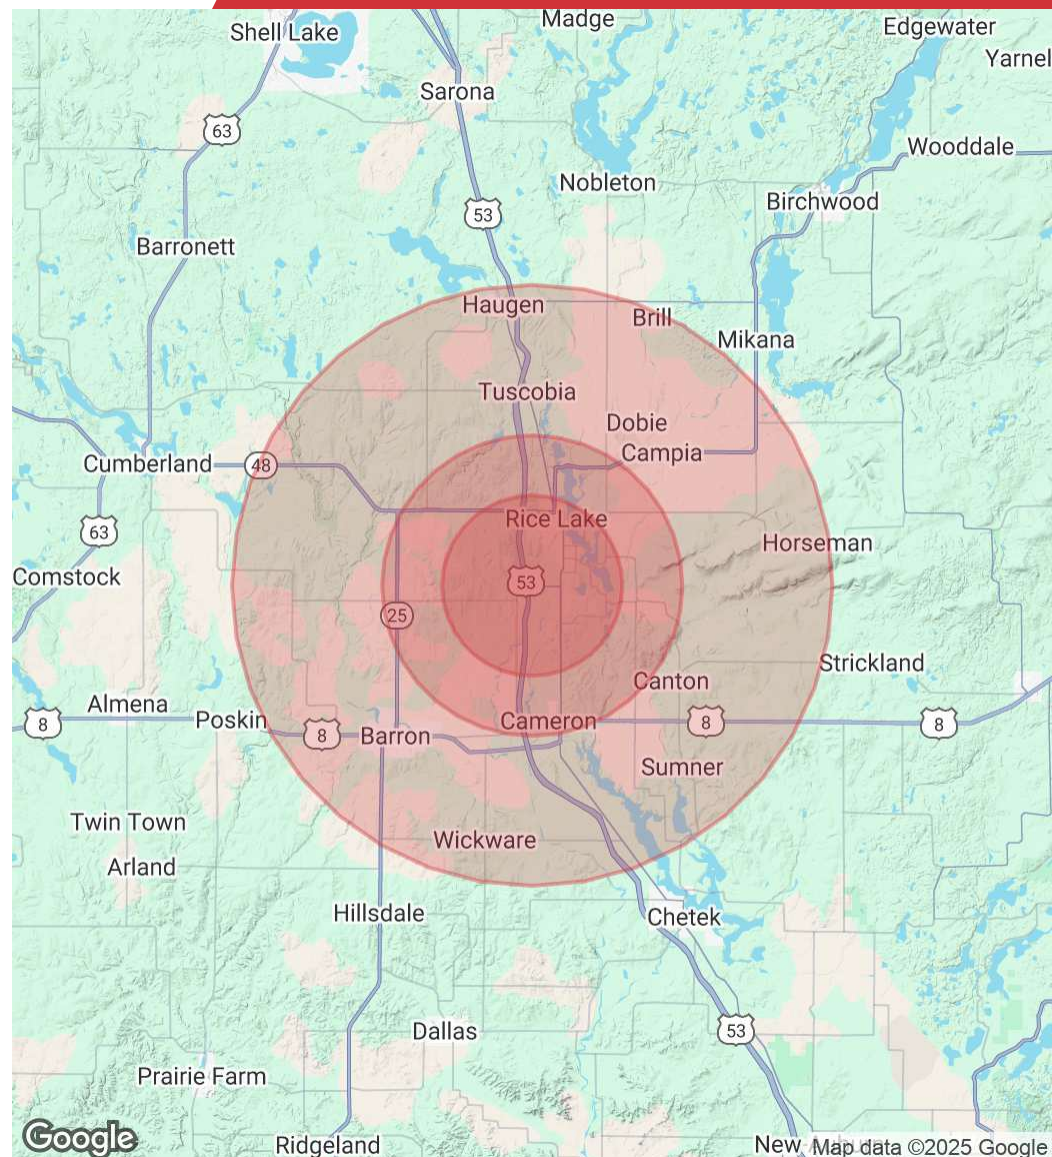 Madge
Shell Lake
Edgewater
Yarnel
Sarona
63
Wooddale
Nobleton
Birchwood
53
Barronett
Haugen
Brill
Mikana
Tuscobia
Dobie
Campia
Cumberland
48
Rice Lake
63
Horseman
Comstock
53
25
Strickland
Canton
Almena
Poskin
Cameron
8
8
8
8
Barron
Sumner
Twin Town
Wickware
Arland
Hillsdale
Chetek
Dallas
53
Prairie Farm
Google
Ridgeland
New Auburn
Map data ©2025 Google